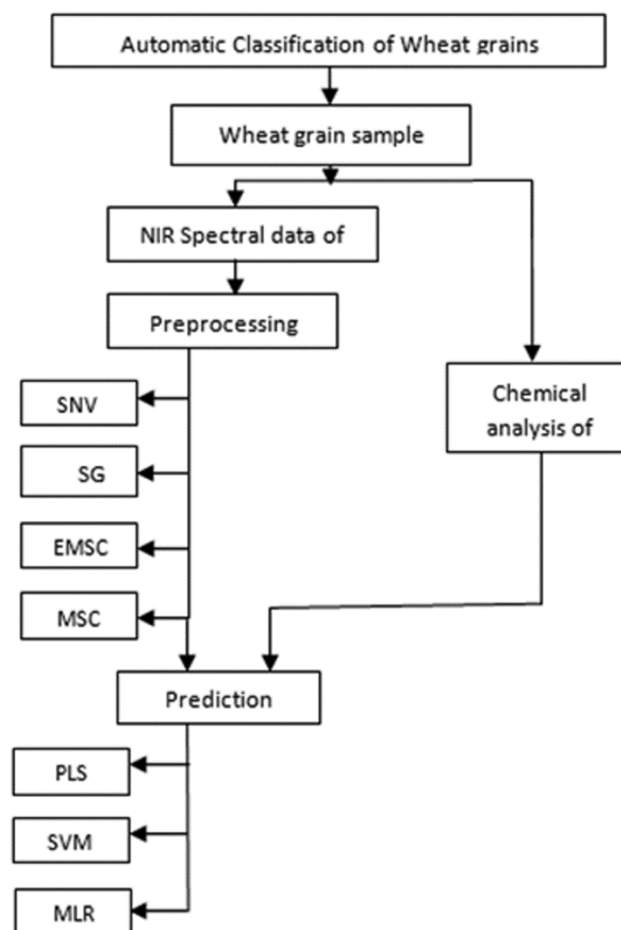 Automatic Classification of Wheat grains
Wheat grain sample
NIR Spectral data of
Preprocessing
SNV
SG
EMSC
MSC
Chemical
analysis of
Prediction
PLS
SVM
MLR